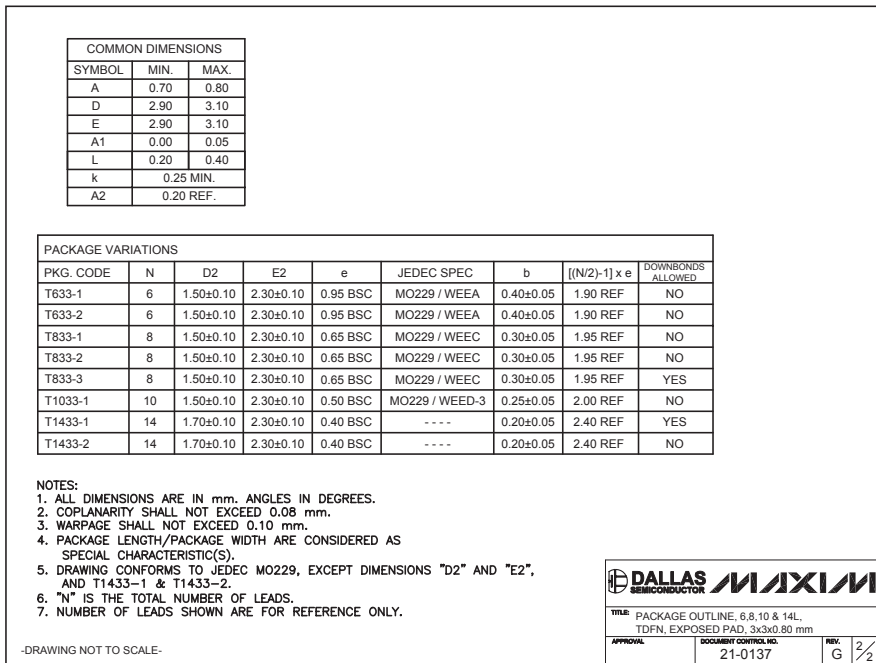 COMMON DIMENSIONS
SYMBOL MIN. MAX.
A 0.70 0.80
D 2.90 3.10
E 2.90 3.10
A1 0.00 0.05
L 0.20 0.40
k 0.25 MIN.
A2 0.20 REF.
PACKAGE VARIATIONS
PKG. CODE N D2 E2 e JEDEC SPEC b [(N/2)-1] x e DOWNBONDS ALLOWED
T633-1 6 1.50±0.10 2.30±0.10 0.95 BSC MO229 / WEEA 0.40±0.05 1.90 REF NO
T633-2 6 1.50±0.10 2.30±0.10 0.95 BSC MO229 / WEEA 0.40±0.05 1.90 REF NO
T833-1 8 1.50±0.10 2.30±0.10 0.65 BSC MO229 / WEEC 0.30±0.05 1.95 REF NO
T833-2 8 1.50±0.10 2.30±0.10 0.65 BSC MO229 / WEEC 0.30±0.05 1.95 REF NO
T833-3 8 1.50±0.10 2.30±0.10 0.65 BSC MO229 / WEEC 0.30±0.05 1.95 REF YES
T1033-1 10 1.50±0.10 2.30±0.10 0.50 BSC MO229 / WEED-3 0.25±0.05 2.00 REF NO
T1433-1 14 1.70±0.10 2.30±0.10 0.40 BSC - - - - 0.20±0.05 2.40 REF YES
T1433-2 14 1.70±0.10 2.30±0.10 0.40 BSC - - - - 0.20±0.05 2.40 REF NO
NOTES:
1. ALL DIMENSIONS ARE IN mm. ANGLES IN DEGREES.
2. COPLANARITY SHALL NOT EXCEED 0.08 mm.
3. WARPAGE SHALL NOT EXCEED 0.10 mm.
4. PACKAGE LENGTH/PACKAGE WIDTH ARE CONSIDERED AS
SPECIAL CHARACTERISTIC(S).
5. DRAWING CONFORMS TO JEDEC MO229, EXCEPT DIMENSIONS "D2" AND "E2",
AND T1433-1 & T1433-2.
6. "N" IS THE TOTAL NUMBER OF LEADS.
7. NUMBER OF LEADS SHOWN ARE FOR REFERENCE ONLY.
-DRAWING NOT TO SCALE-
DALLAS SEMICONDUCTOR MAXIM
TITLE: PACKAGE OUTLINE, 6,8,10 & 14L,
TDFN, EXPOSED PAD, 3x3x0.80 mm
APPROVAL DOCUMENT CONTROL NO. REV.
21-0137 G 2/2